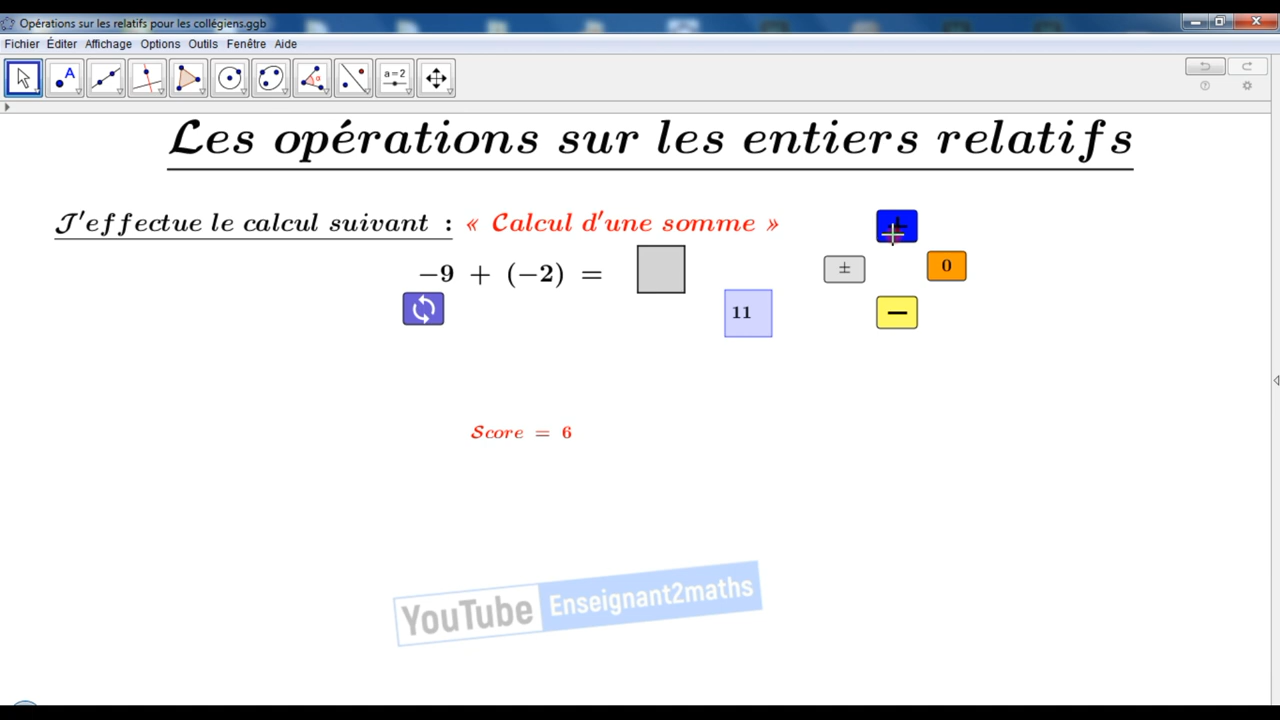 Opérations sur les relatifs pour les collégiens.ggb
Fichier Éditer Affichage Options Outils Fenêtre Aide
A
α
a=2
Les opérations sur les entiers relatifs
J'effectue le calcul suivant : « Calcul d'une somme »
+
−9 + (−2) =
±
0
11
−
Score = 6
YouTube Enseignant2maths